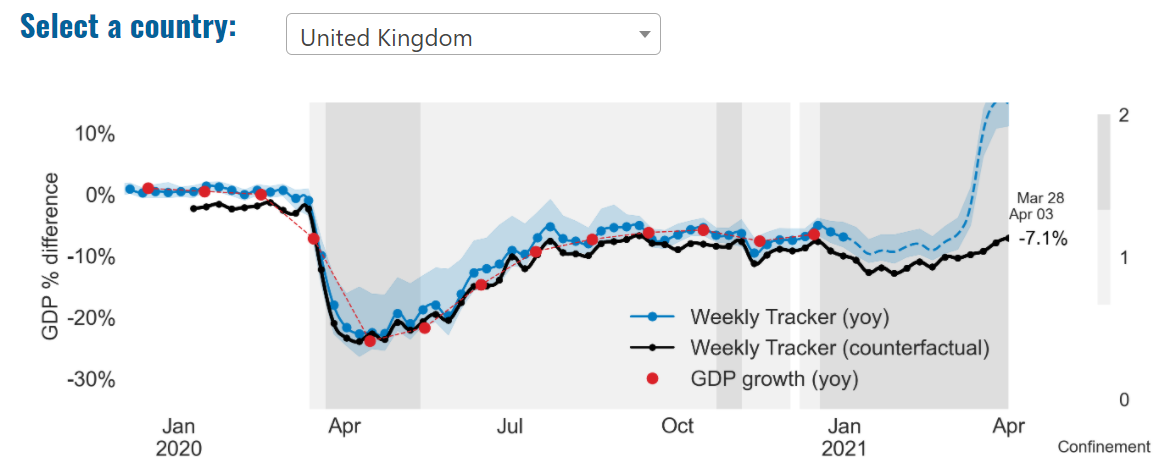 Select a country:
United Kingdom
GDP % difference
10%
0%
-10%
-20%
-30%
Mar 28
Apr 03
-7.1%
Weekly Tracker (yoy)
Weekly Tracker (counterfactual)
GDP growth (yoy)
Jan
2020
Apr
Jul
Oct
Jan
2021
Apr
2
1
0
Confinement